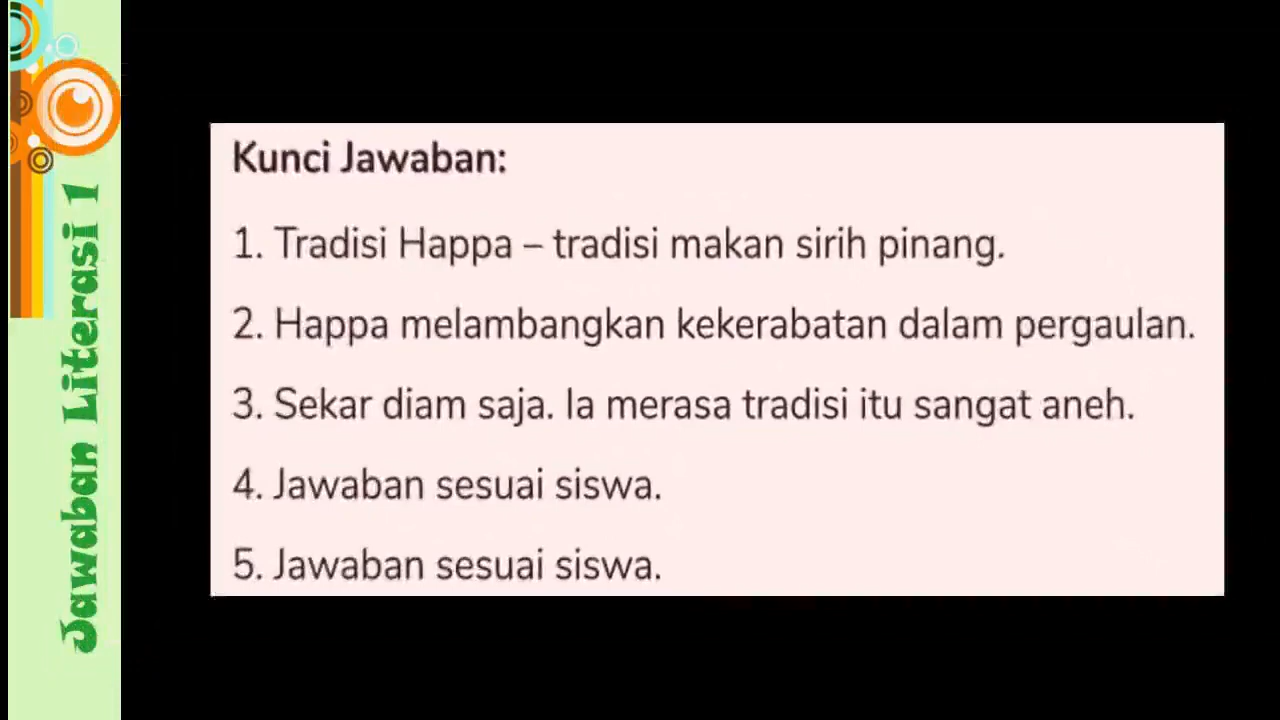 Jawaban Literasi 1
Kunci Jawaban:
1. Tradisi Happa – tradisi makan sirih pinang.
2. Happa melambangkan kekerabatan dalam pergaulan.
3. Sekar diam saja. Ia merasa tradisi itu sangat aneh.
4. Jawaban sesuai siswa.
5. Jawaban sesuai siswa.